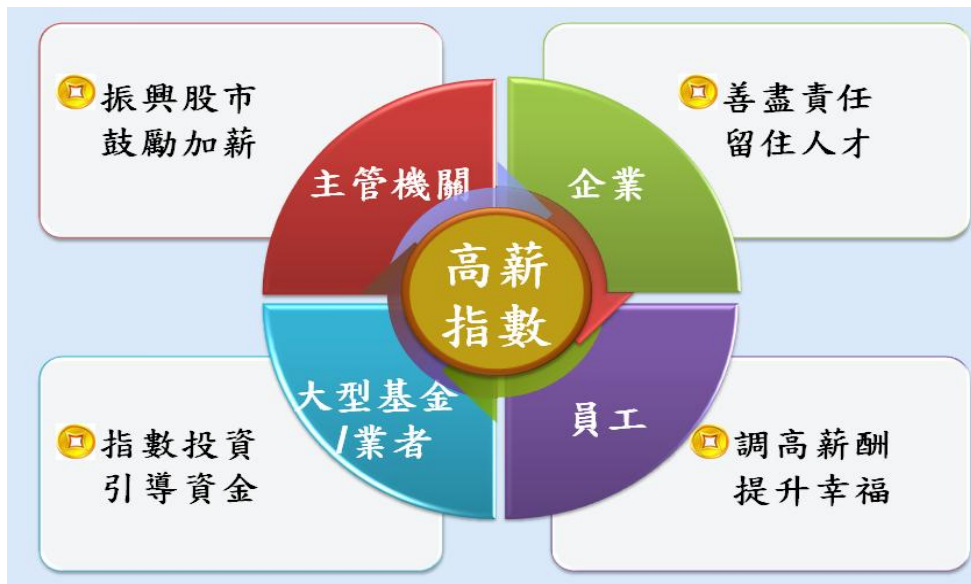 振興股市
鼓勵加薪
主管機關
企業
善盡責任
留住人才
高薪
指數
指數投資
引導資金
大型基金
/業者
員工
調高薪酬
提升幸福